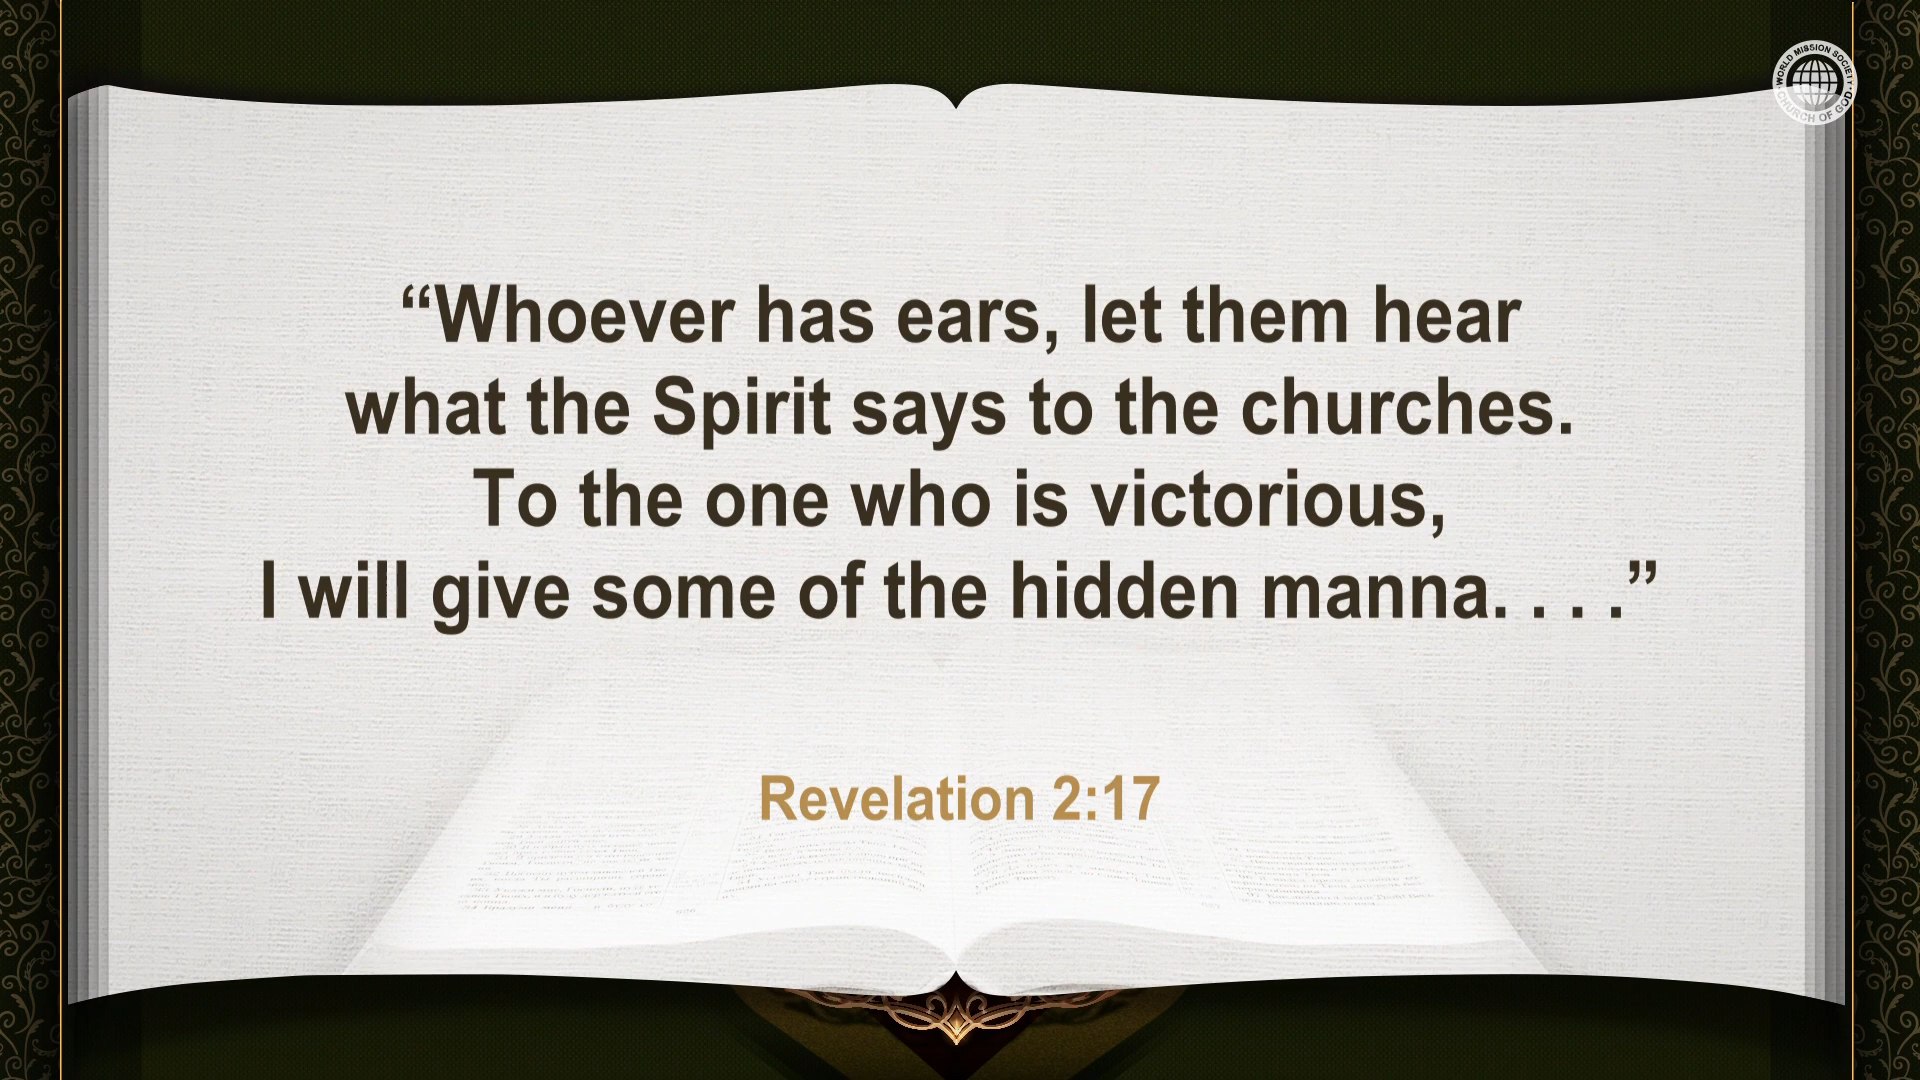 WORLD MISSION SOCIETY
CHURCH OF GOD
“Whoever has ears, let them hear
what the Spirit says to the churches.
To the one who is victorious,
I will give some of the hidden manna. . . .”
Revelation 2:17